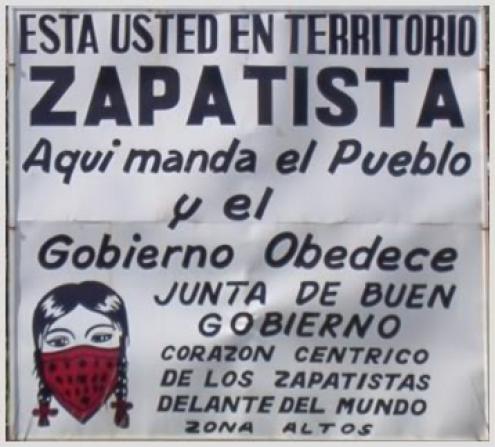 ESTA USTED EN TERRITORIO
ZAPATISTA
Aqui manda el Pueblo
y el
Gobierno Obedece
JUNTA DE BUEN
GOBIERNO
CORAZON CENTRICO
DE LOS ZAPATISTAS
DELANTE DEL MUNDO
ZONA ALTOS